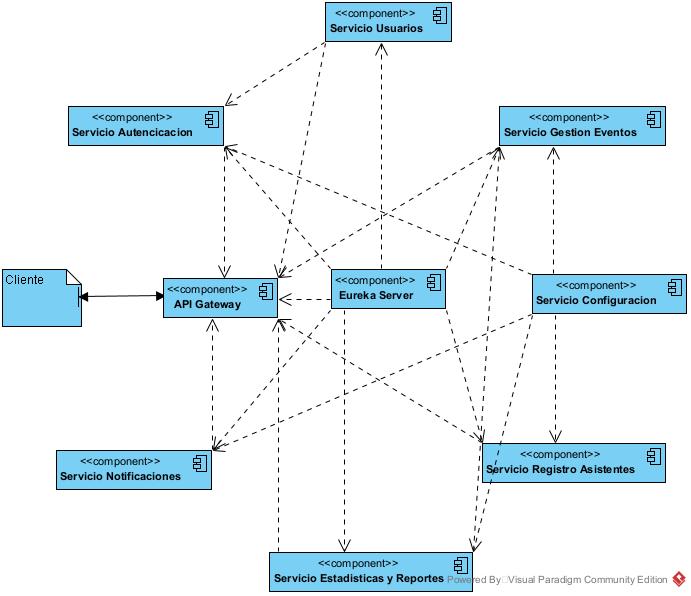 <<component>>
Servicio Usuarios
<<component>>
Servicio Autencicacion
<<component>>
Servicio Gestion Eventos
Cliente
<<component>>
API Gateway
<<component>>
Eureka Server
<<component>>
Servicio Configuracion
<<component>>
Servicio Notificaciones
<<component>>
Servicio Registro Asistentes
<<component>>
Servicio Estadisticas y Reportes
Powered By Visual Paradigm Community Edition